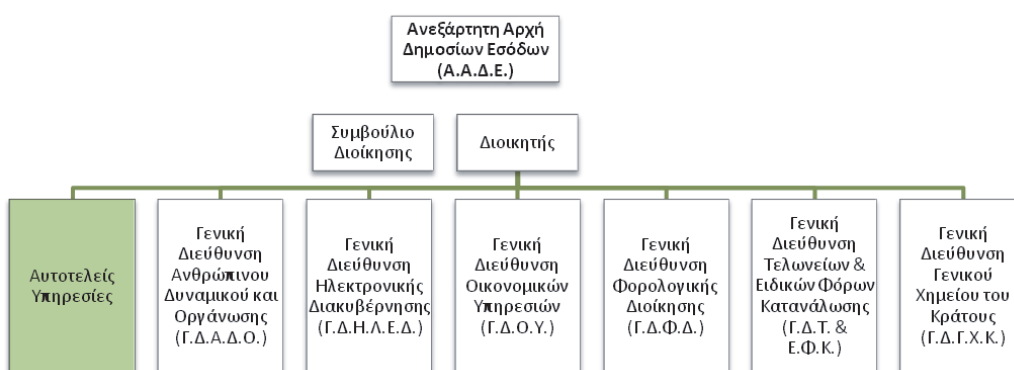 Ανεξάρτητη Αρχή
Δημοσίων Εσόδων
(Α.Α.Δ.Ε.)
Συμβούλιο
Διοίκησης
Διοικητής
Αυτοτελείς
Υπηρεσίες
Γενική
Διεύθυνση
Ανθρώπινου
Δυναμικού και
Οργάνωσης
(Γ.Δ.Α.Δ.Ο.)
Γενική
Διεύθυνση
Ηλεκτρονικής
Διακυβέρνησης
(Γ.Δ.Η.Λ.Ε.Δ.)
Γενική
Διεύθυνση
Οικονομικών
Υπηρεσιών
(Γ.Δ.Ο.Υ.)
Γενική
Διεύθυνση
Φορολογικής
Διοίκησης
(Γ.Δ.Φ.Δ.)
Γενική
Διεύθυνση
Τελωνείων &
Ειδικών Φόρων
Κατανάλωσης
(Γ.Δ.Τ. &
Ε.Φ.Κ.)
Γενική
Διεύθυνση
Γενικού
Χημείου του
Κράτους
(Γ.Δ.Γ.Χ.Κ.)